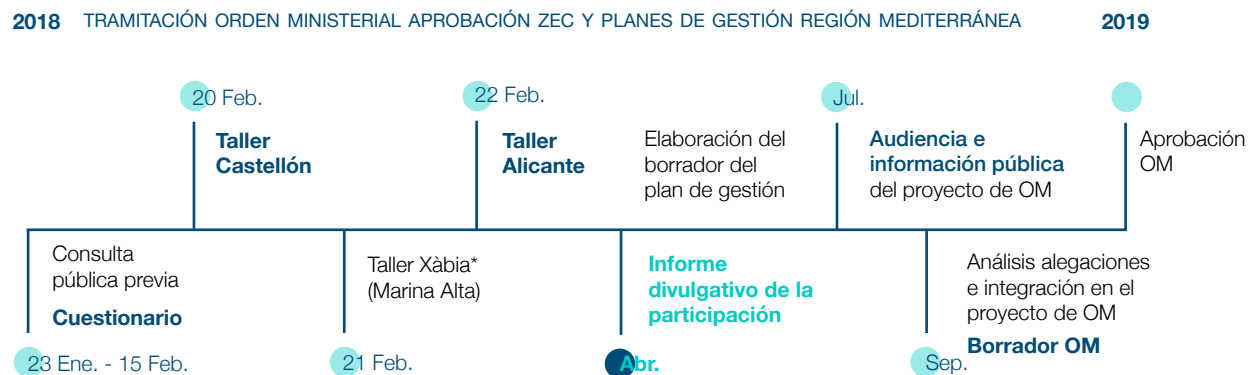 2018 TRAMITACIÓN ORDEN MINISTERIAL APROBACIÓN ZEC Y PLANES DE GESTIÓN REGIÓN MEDITERRÁNEA 2019
20 Feb.
Taller
Castellón
22 Feb.
Taller
Alicante
Elaboración del
borrador del
plan de gestión
Jul.
Audiencia e
información pública
del proyecto de OM
Aprobación
OM
Consulta
pública previa
Cuestionario
23 Ene. - 15 Feb.
Taller Xàbia*
(Marina Alta)
21 Feb.
Informe
divulgativo de la
participación
Abr.
Análisis alegaciones
e integración en el
proyecto de OM
Borrador OM
Sep.